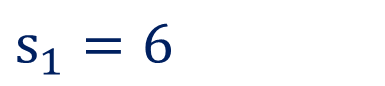 s₁ = 6